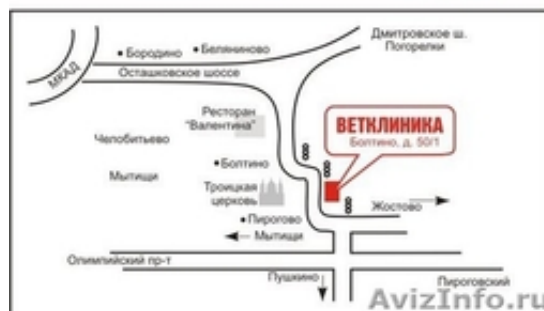 Дмитровское ш.
Погорелки
• Беляниново
• Бородино
МКАД
Осташковское шоссе
Ресторан
"Валентина"
ВЕТКЛИНИКА
Болтино, д. 50/1
Челобитьево
• Болтино
Мытищи
Троицкая
церковь
Жостово
• Пирогово
Мытищи
Олимпийский пр-т
Пушкино
Пироговский
AvizInfo.ru